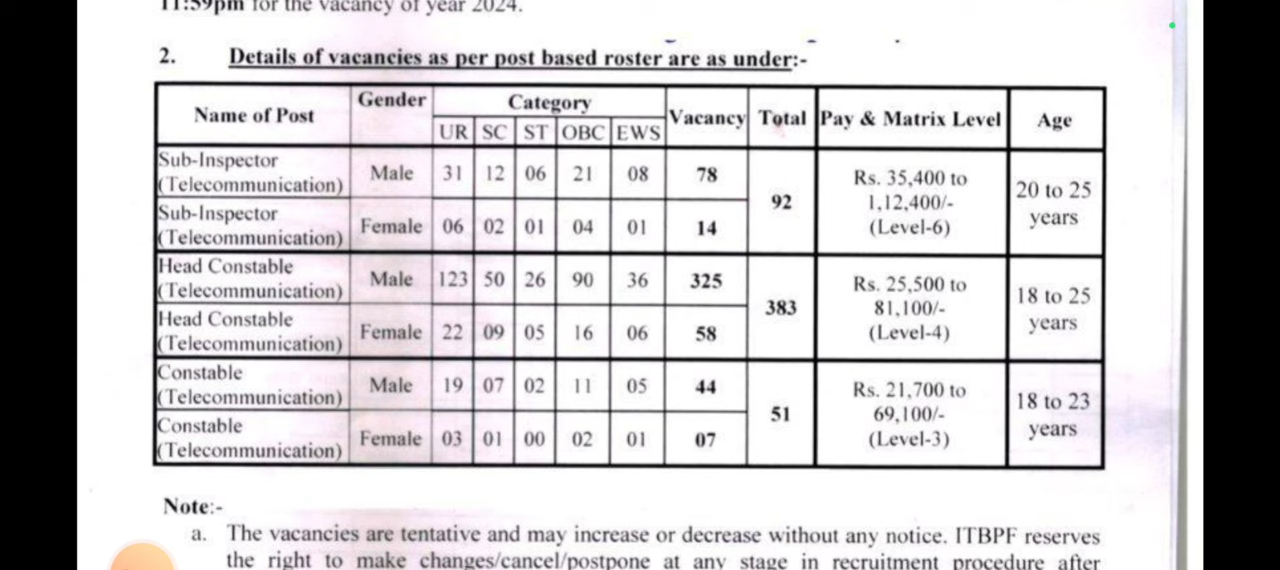 11:59pm for the vacancy of year 2024.
2. Details of vacancies as per post based roster are as under:-
Name of Post Gender Category Vacancy Total Pay & Matrix Level Age
UR SC ST OBC EWS
Sub-Inspector (Telecommunication) Male 31 12 06 21 08 78 92 Rs. 35,400 to 1,12,400/- (Level-6) 20 to 25 years
Sub-Inspector (Telecommunication) Female 06 02 01 04 01 14
Head Constable (Telecommunication) Male 123 50 26 90 36 325 383 Rs. 25,500 to 81,100/- (Level-4) 18 to 25 years
Head Constable (Telecommunication) Female 22 09 05 16 06 58
Constable (Telecommunication) Male 19 07 02 11 05 44 51 Rs. 21,700 to 69,100/- (Level-3) 18 to 23 years
Constable (Telecommunication) Female 03 01 00 02 01 07
Note:-
a. The vacancies are tentative and may increase or decrease without any notice. ITBPF reserves
the right to make changes/cancel/postpone at any stage in recruitment procedure after